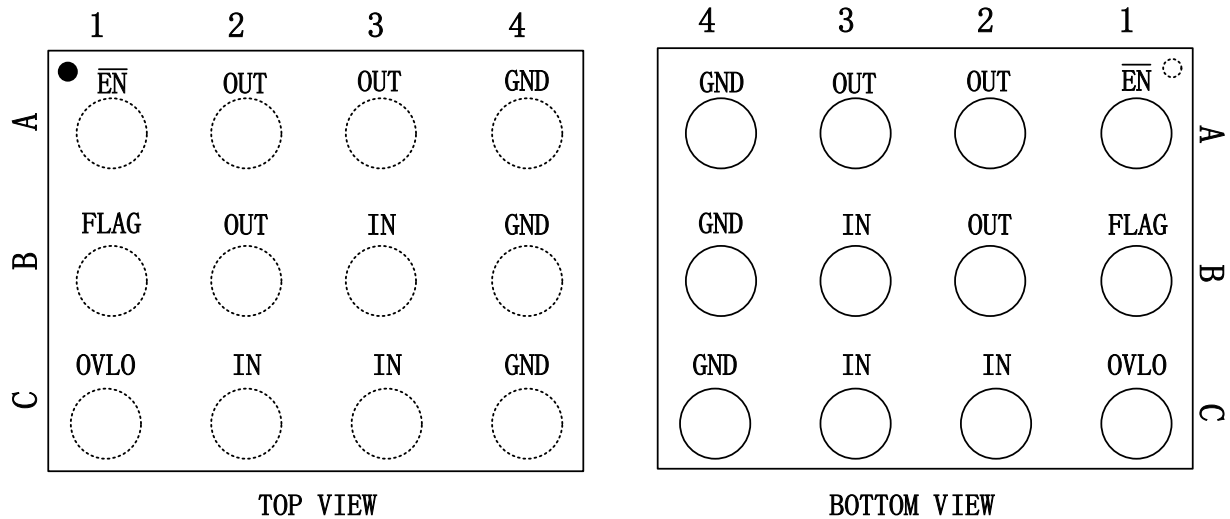 1 2 3 4
A
EN OUT OUT GND
B
FLAG OUT IN GND
C
OVLO IN IN GND
TOP VIEW
4 3 2 1
GND OUT OUT EN
A
GND IN OUT FLAG
B
GND IN IN OVLO
C
BOTTOM VIEW